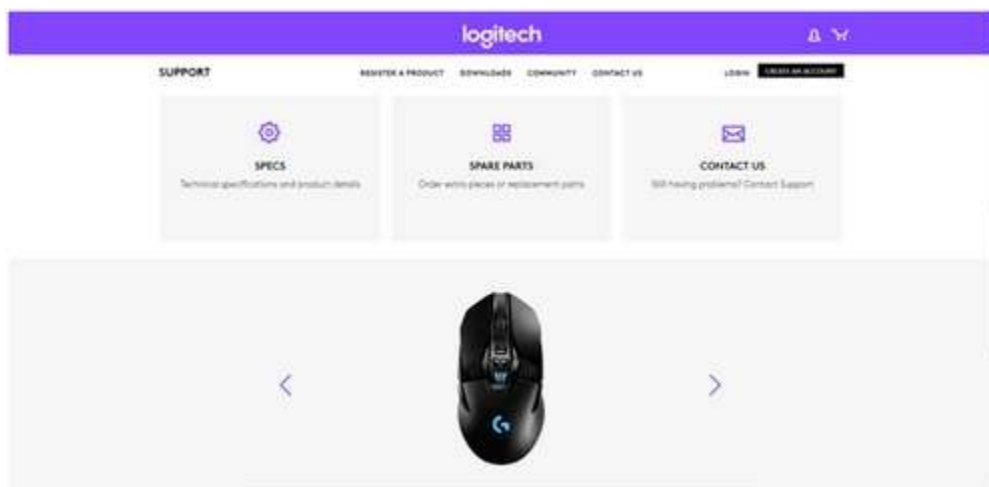 logitech
SUPPORT REGISTER A PRODUCT DOWNLOADS COMMUNITY CONTACT US LOGIN CREATE AN ACCOUNT
SPECS SPARE PARTS CONTACT US
Technical specifications and product details Order extra pieces or replacement parts Still having problems? Contact Support